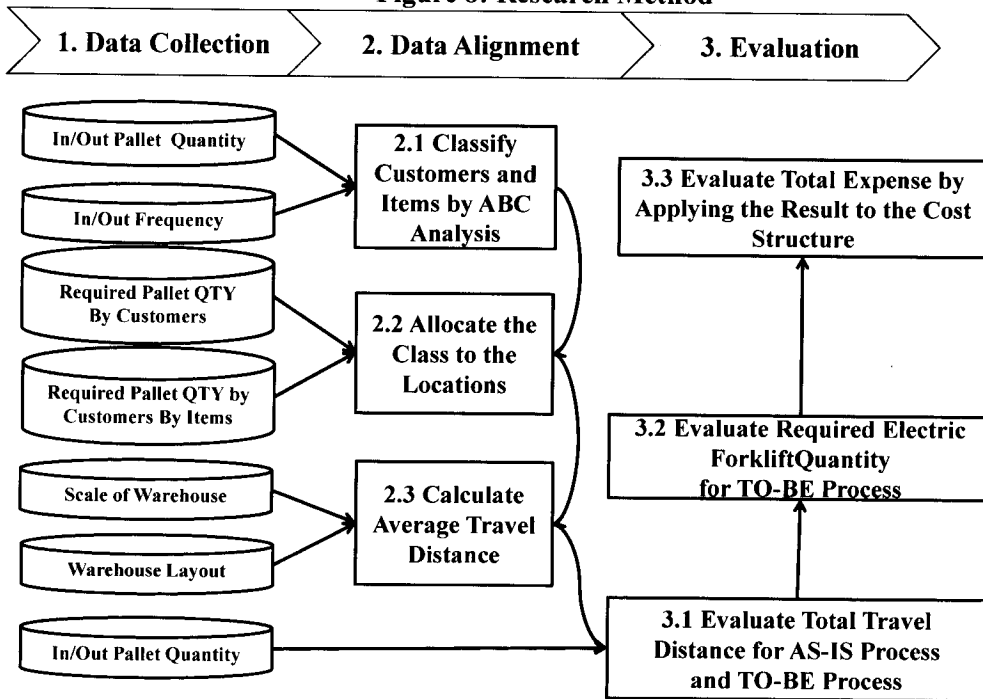 Figure 8. Research Method
1. Data Collection
2. Data Alignment
3. Evaluation
In/Out Pallet Quantity
In/Out Frequency
Required Pallet QTY
By Customers
Required Pallet QTY by
Customers By Items
Scale of Warehouse
Warehouse Layout
In/Out Pallet Quantity
2.1 Classify
Customers and
Items by ABC
Analysis
2.2 Allocate the
Class to the
Locations
2.3 Calculate
Average Travel
Distance
3.3 Evaluate Total Expense by
Applying the Result to the Cost
Structure
3.2 Evaluate Required Electric
ForkliftQuantity
for TO-BE Process
3.1 Evaluate Total Travel
Distance for AS-IS Process
and TO-BE Process